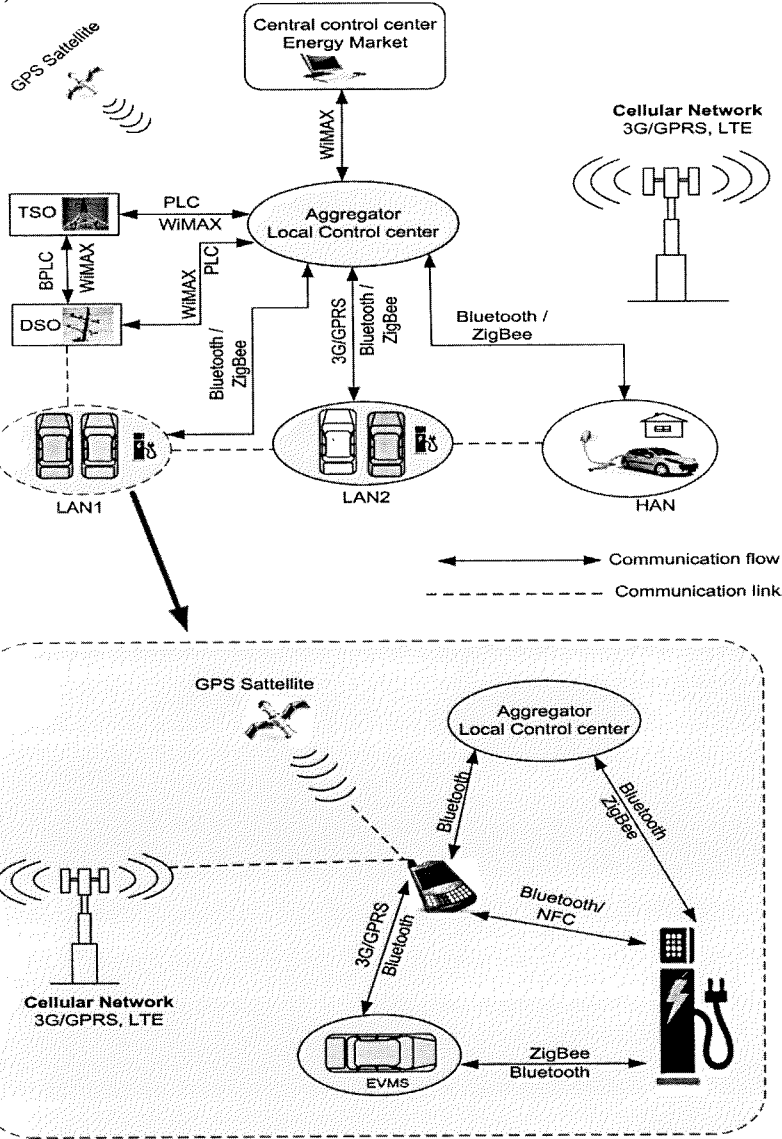 Central control center
Energy Market
GPS Sattellite
WiMAX
Cellular Network
3G/GPRS, LTE
TSO
PLC
WiMAX
Aggregator
Local Control center
BPLC
WiMAX
WiMAX
PLC
DSO
Bluetooth /
ZigBee
3G/GPRS
Bluetooth /
ZigBee
Bluetooth /
ZigBee
LAN1
LAN2
HAN
Communication flow
Communication link
GPS Sattellite
Aggregator
Local Control center
Bluetooth
Bluetooth
ZigBee
Bluetooth/
NFC
3G/GPRS
Bluetooth
Cellular Network
3G/GPRS, LTE
EVMS
ZigBee
Bluetooth